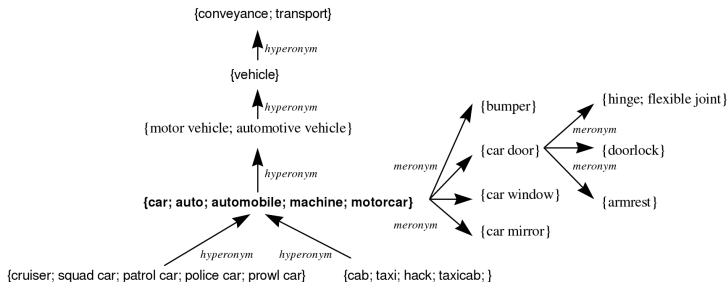 {conveyance; transport}
hyperonym
{vehicle}
hyperonym
{motor vehicle; automotive vehicle}
hyperonym
{car; auto; automobile; machine; motorcar}
hyperonym
hyperonym
{cruiser; squad car; patrol car; police car; prowl car}
{cab; taxi; hack; taxicab; }
meronym
meronym
{bumper}
{car door}
{car window}
{car mirror}
meronym
meronym
{hinge; flexible joint}
{doorlock}
{armrest}